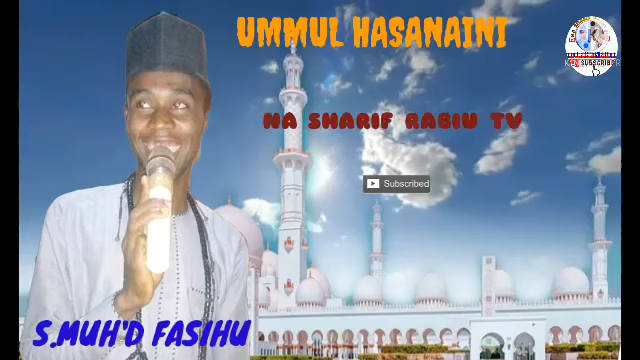 UMMUL HASANAINI
NA SHARIF RABIU TV
Subscribed
S.MUH'D FASIHU